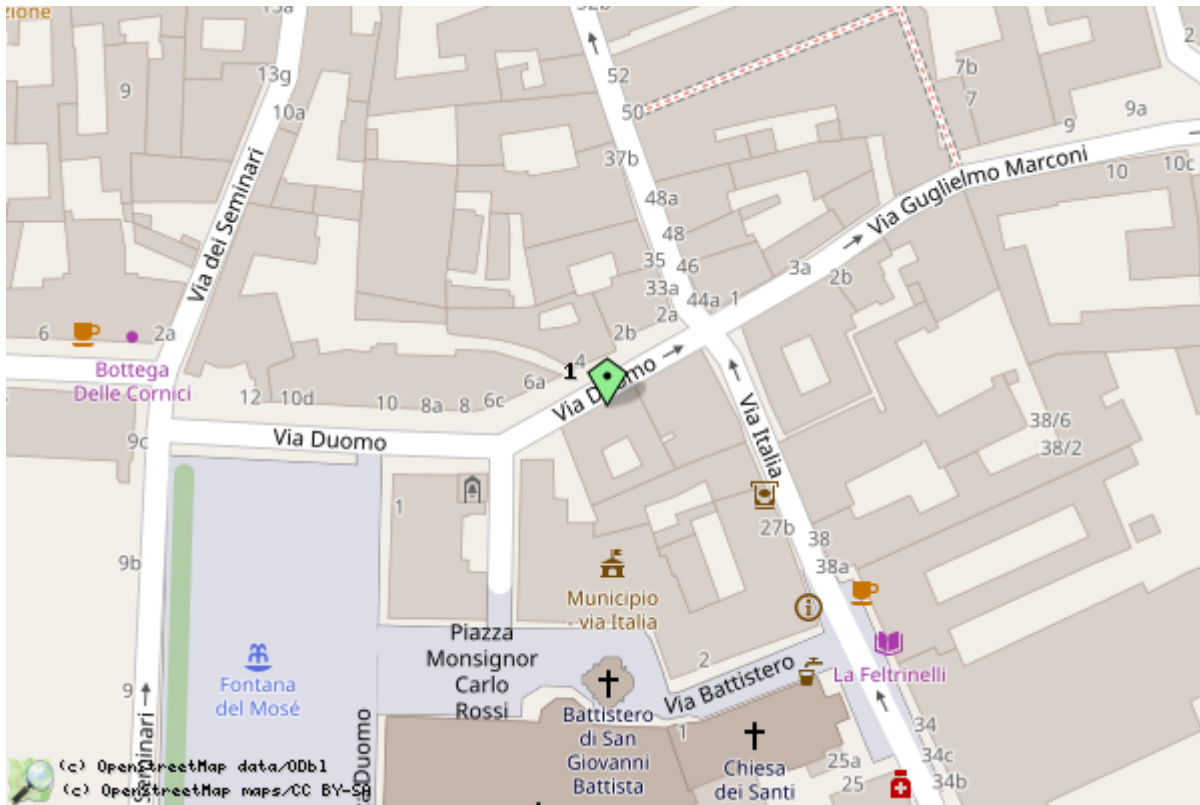 zione
13a
52b
13g
52
2
9
10a
50
7b
7
9a
9
37b
10
10c
Via Guglielmo Marconi
Via dei Seminari
48a
48
35
46
3a
2b
33a
44a
1
2a
6
2a
2b
Bottega
Delle Cornici
4
1
6a
Via Duomo
12
10d
10
8a
8
6c
9c
Via Duomo
Via Italia
38/6
38/2
1
27b
38
38a
9b
Municipio
- via Italia
Piazza
Monsignor
Carlo
Rossi
2
Via Battistero
La Feltrinelli
9
Fontana
del Mosé
Battistero
di San
Giovanni
Battista
1
34
Chiesa
dei Santi
25a
25
34c
34b
Seminari
Duomo
(c) OpenStreetMap data/ODbl
(c) OpenStreetMap maps/CC BY-SA